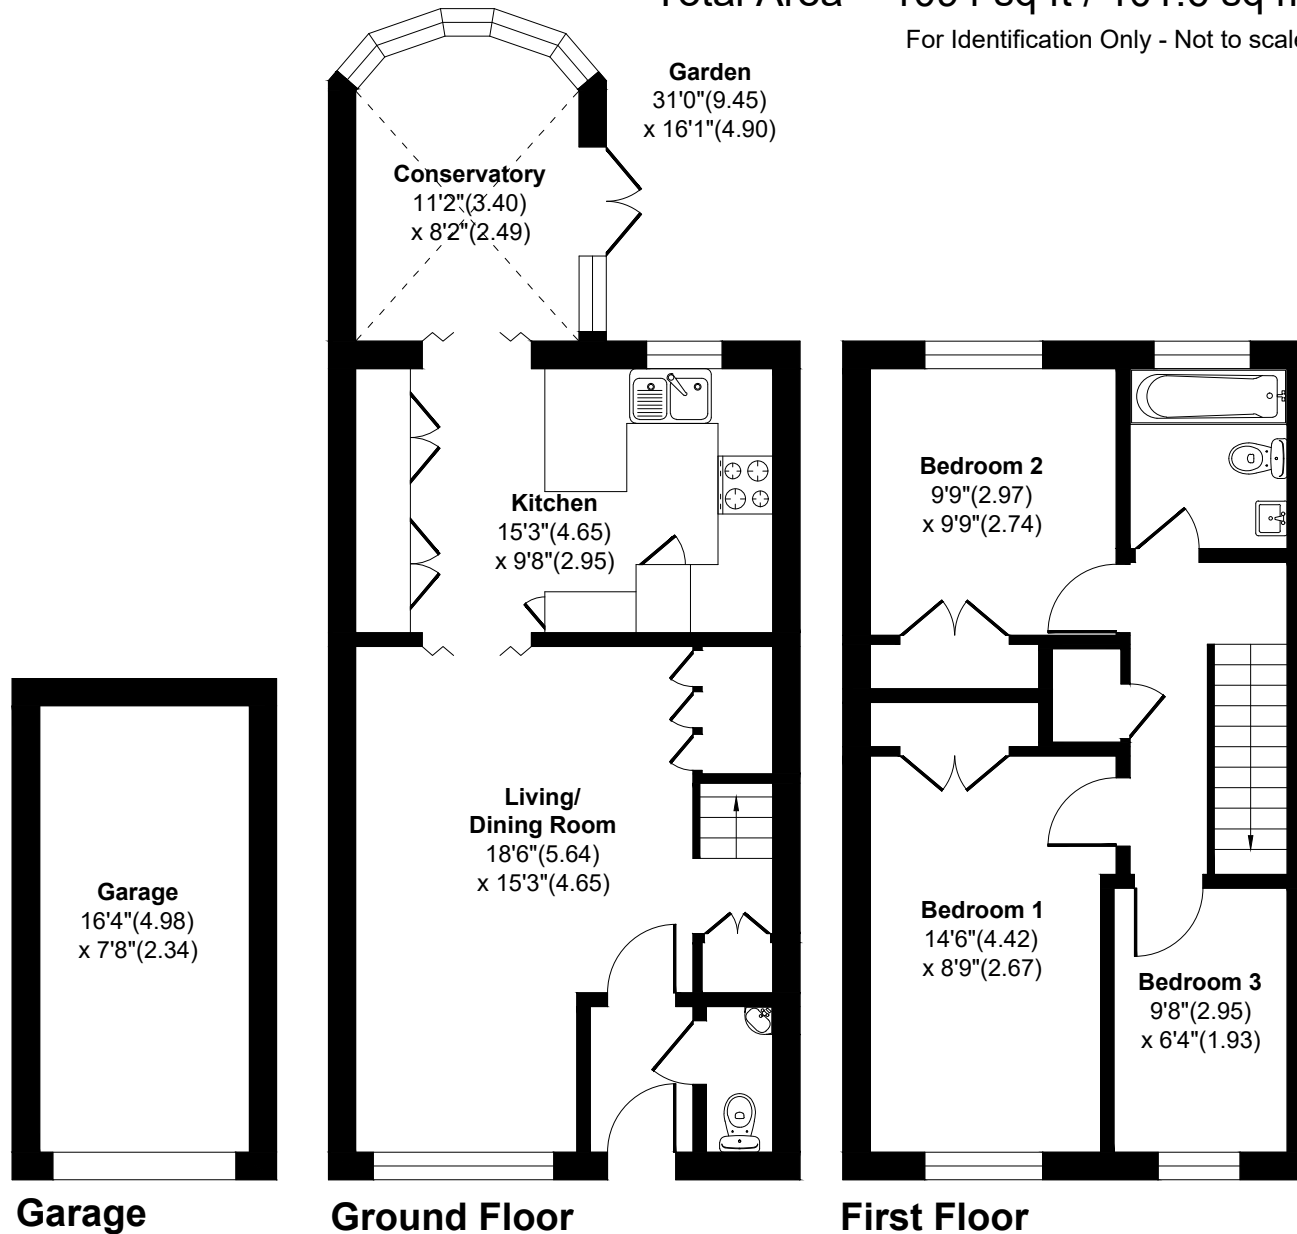 For Identification Only - Not to scale
Garden
31'0"(9.45)
x 16'1"(4.90)
Conservatory
11'2"(3.40)
x 8'2"(2.49)
Kitchen
15'3"(4.65)
x 9'8"(2.95)
Bedroom 2
9'9"(2.97)
x 9'9"(2.74)
Living/
Dining Room
18'6"(5.64)
x 15'3"(4.65)
Garage
16'4"(4.98)
x 7'8"(2.34)
Bedroom 1
14'6"(4.42)
x 8'9"(2.67)
Bedroom 3
9'8"(2.95)
x 6'4"(1.93)
Garage
Ground Floor
First Floor